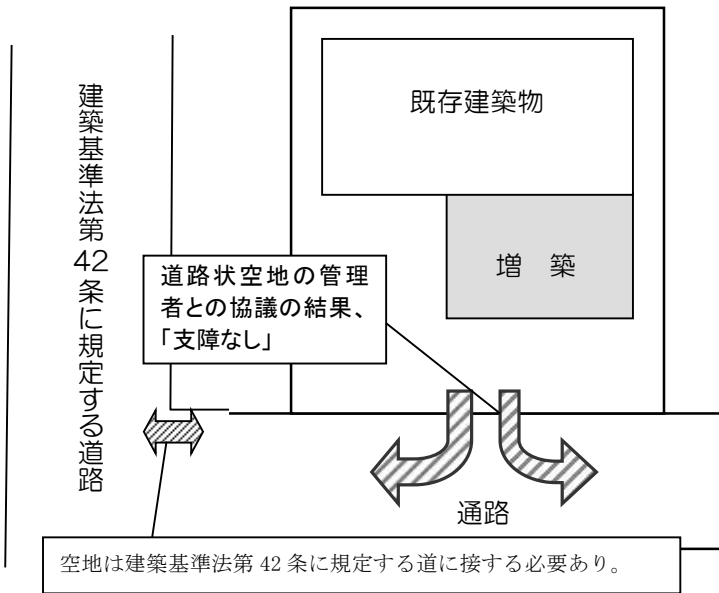 建築基準法第42条に規定する道路
既存建築物
増　築
道路状空地の管理
者との協議の結果、
「支障なし」
通路
空地は建築基準法第 42 条に規定する道に接する必要あり。